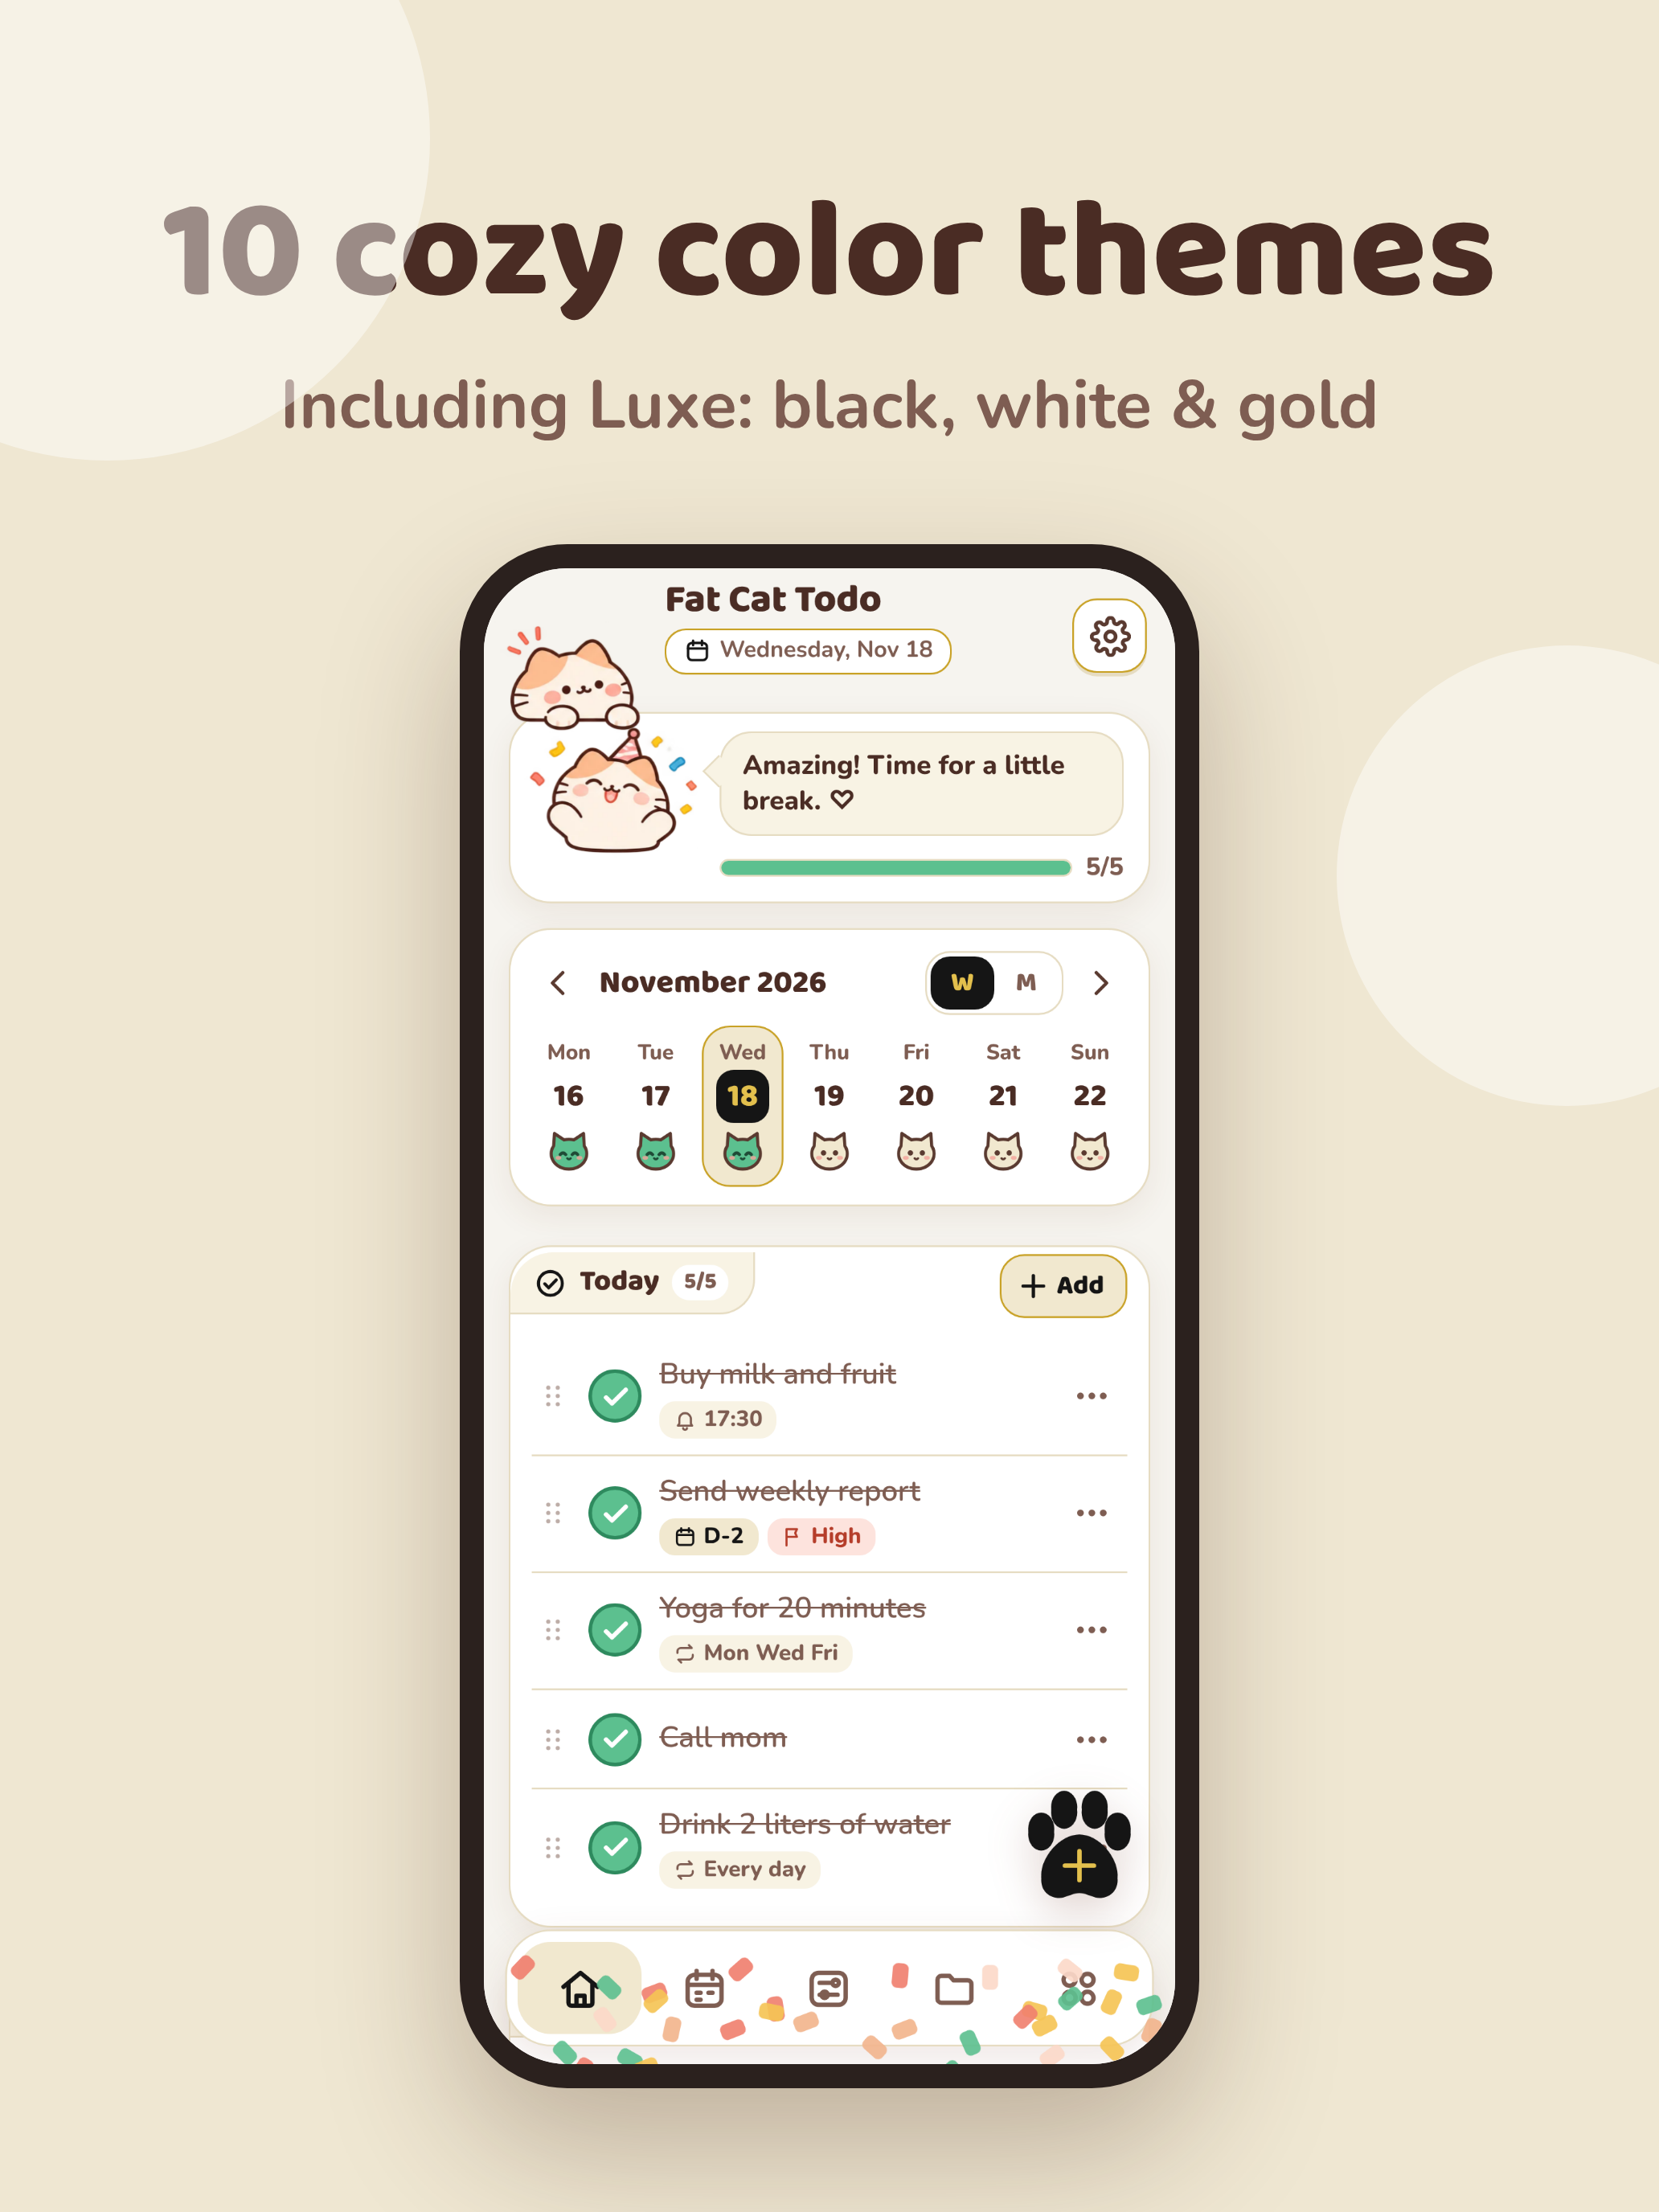 10 cozy color themes
Including Luxe: black, white & gold
Fat Cat Todo
Wednesday, Nov 18
Amazing! Time for a little
break. ♡
5/5
November 2026
W M
Mon Tue Wed Thu Fri Sat Sun
16 17 18 19 20 21 22
Today 5/5
+ Add
Buy milk and fruit
17:30
Send weekly report
D-2 High
Yoga for 20 minutes
Mon Wed Fri
Call mom
Drink 2 liters of water
Every day